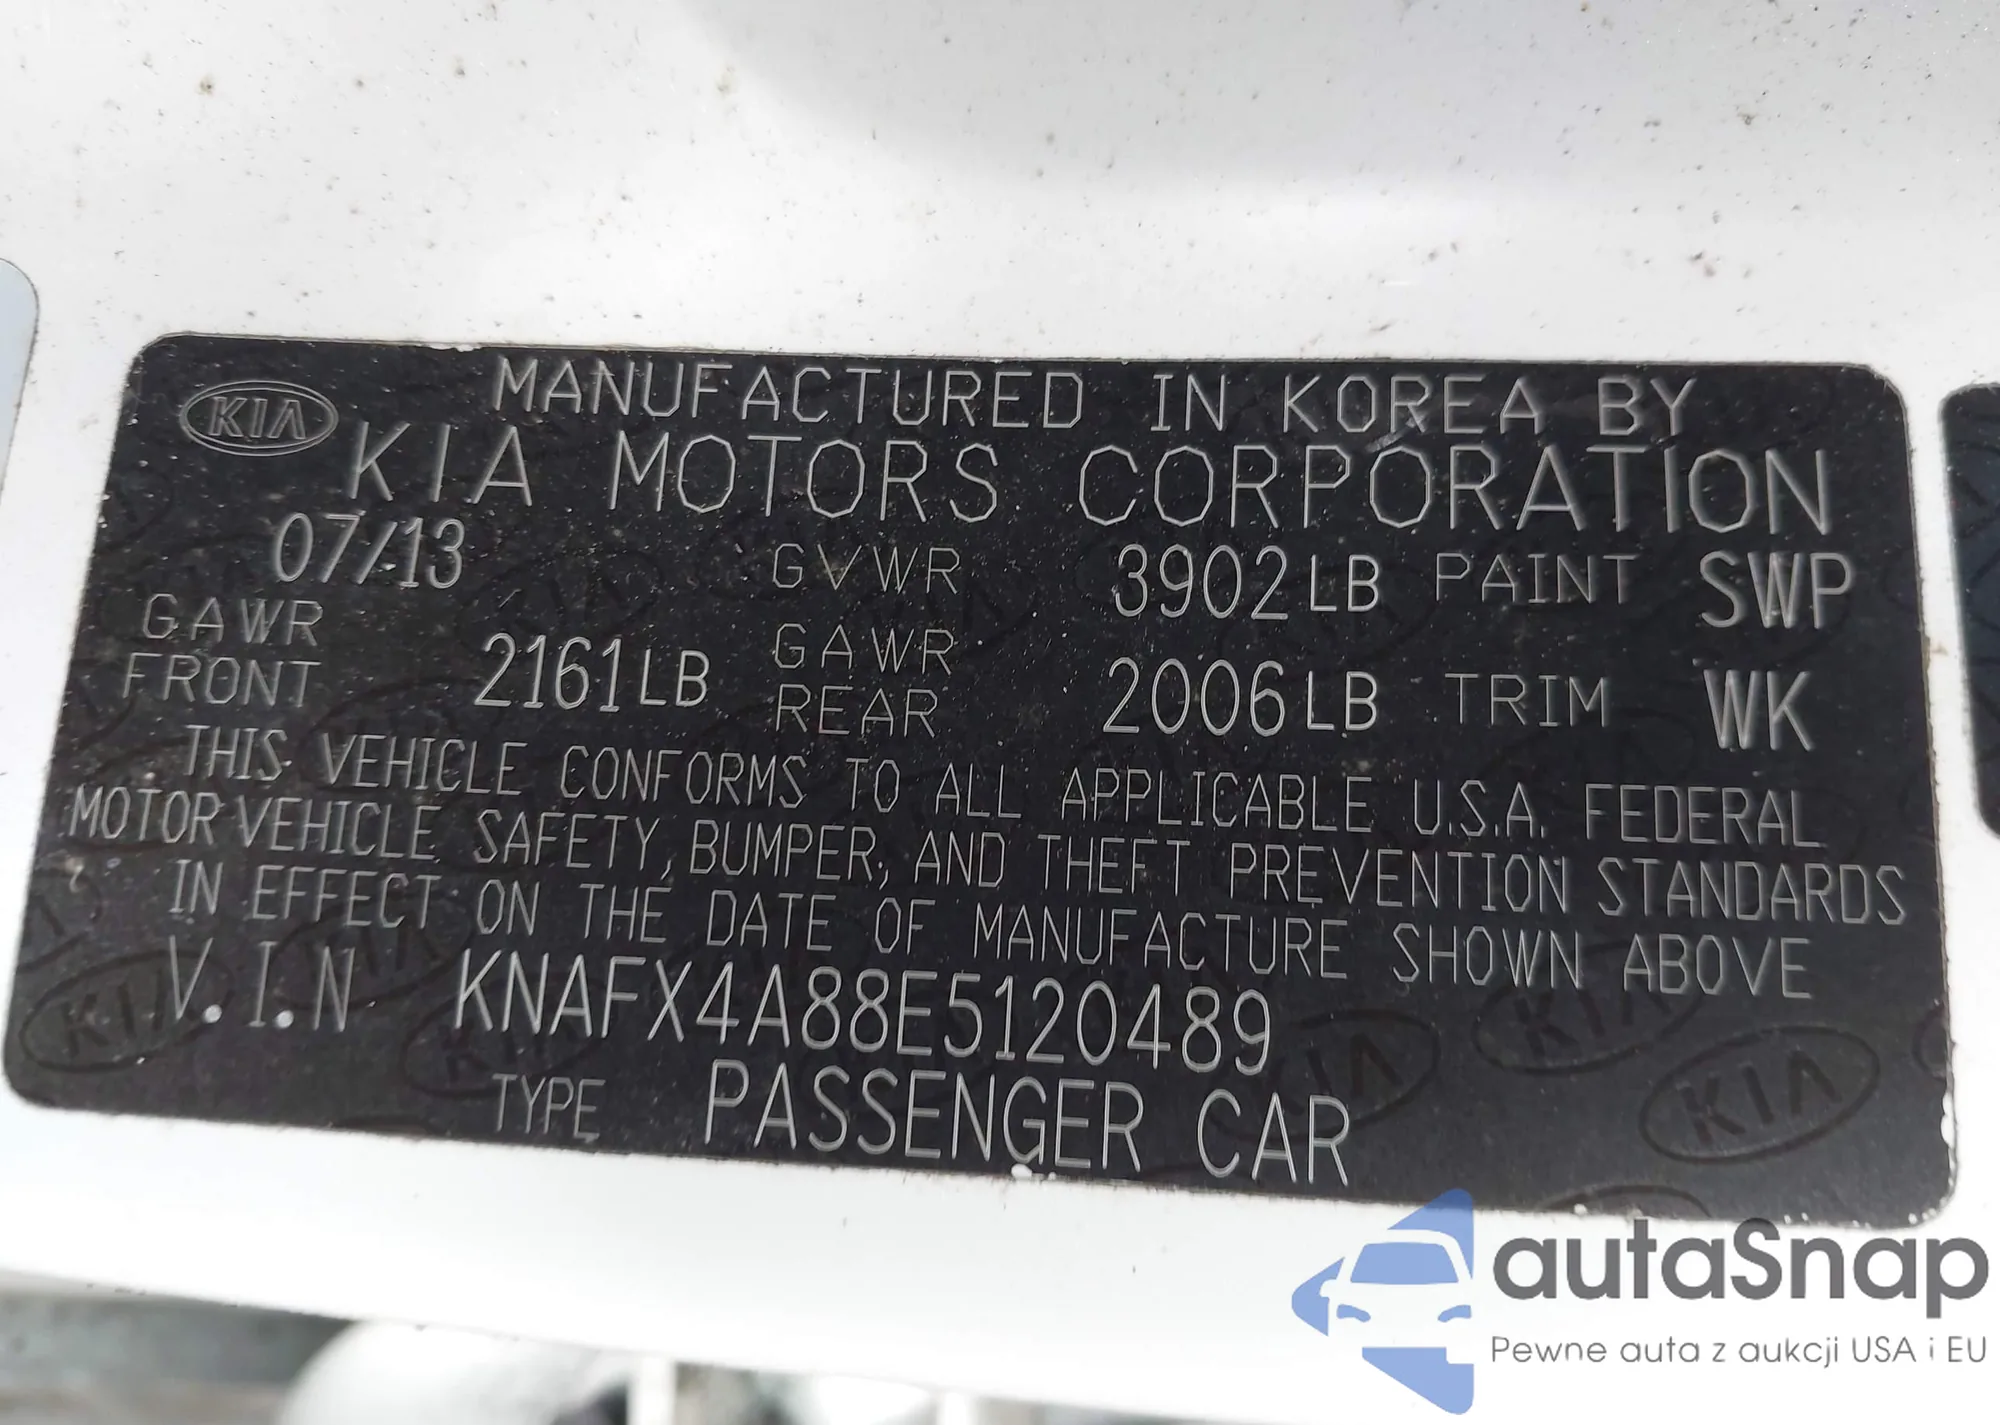 KIA
MANUFACTURED IN KOREA BY
KIA MOTORS CORPORATION
07/13 GVWR 3902LB PAINT SWP
GAWR FRONT 2161LB GAWR REAR 2006LB TRIM WK
THIS VEHICLE CONFORMS TO ALL APPLICABLE U.S.A. FEDERAL
MOTOR VEHICLE SAFETY, BUMPER, AND THEFT PREVENTION STANDARDS
IN EFFECT ON THE DATE OF MANUFACTURE SHOWN ABOVE
V.I.N KNAFX4A88E5120489
TYPE PASSENGER CAR
autaSnap
Pewne auta z aukcji USA i EU